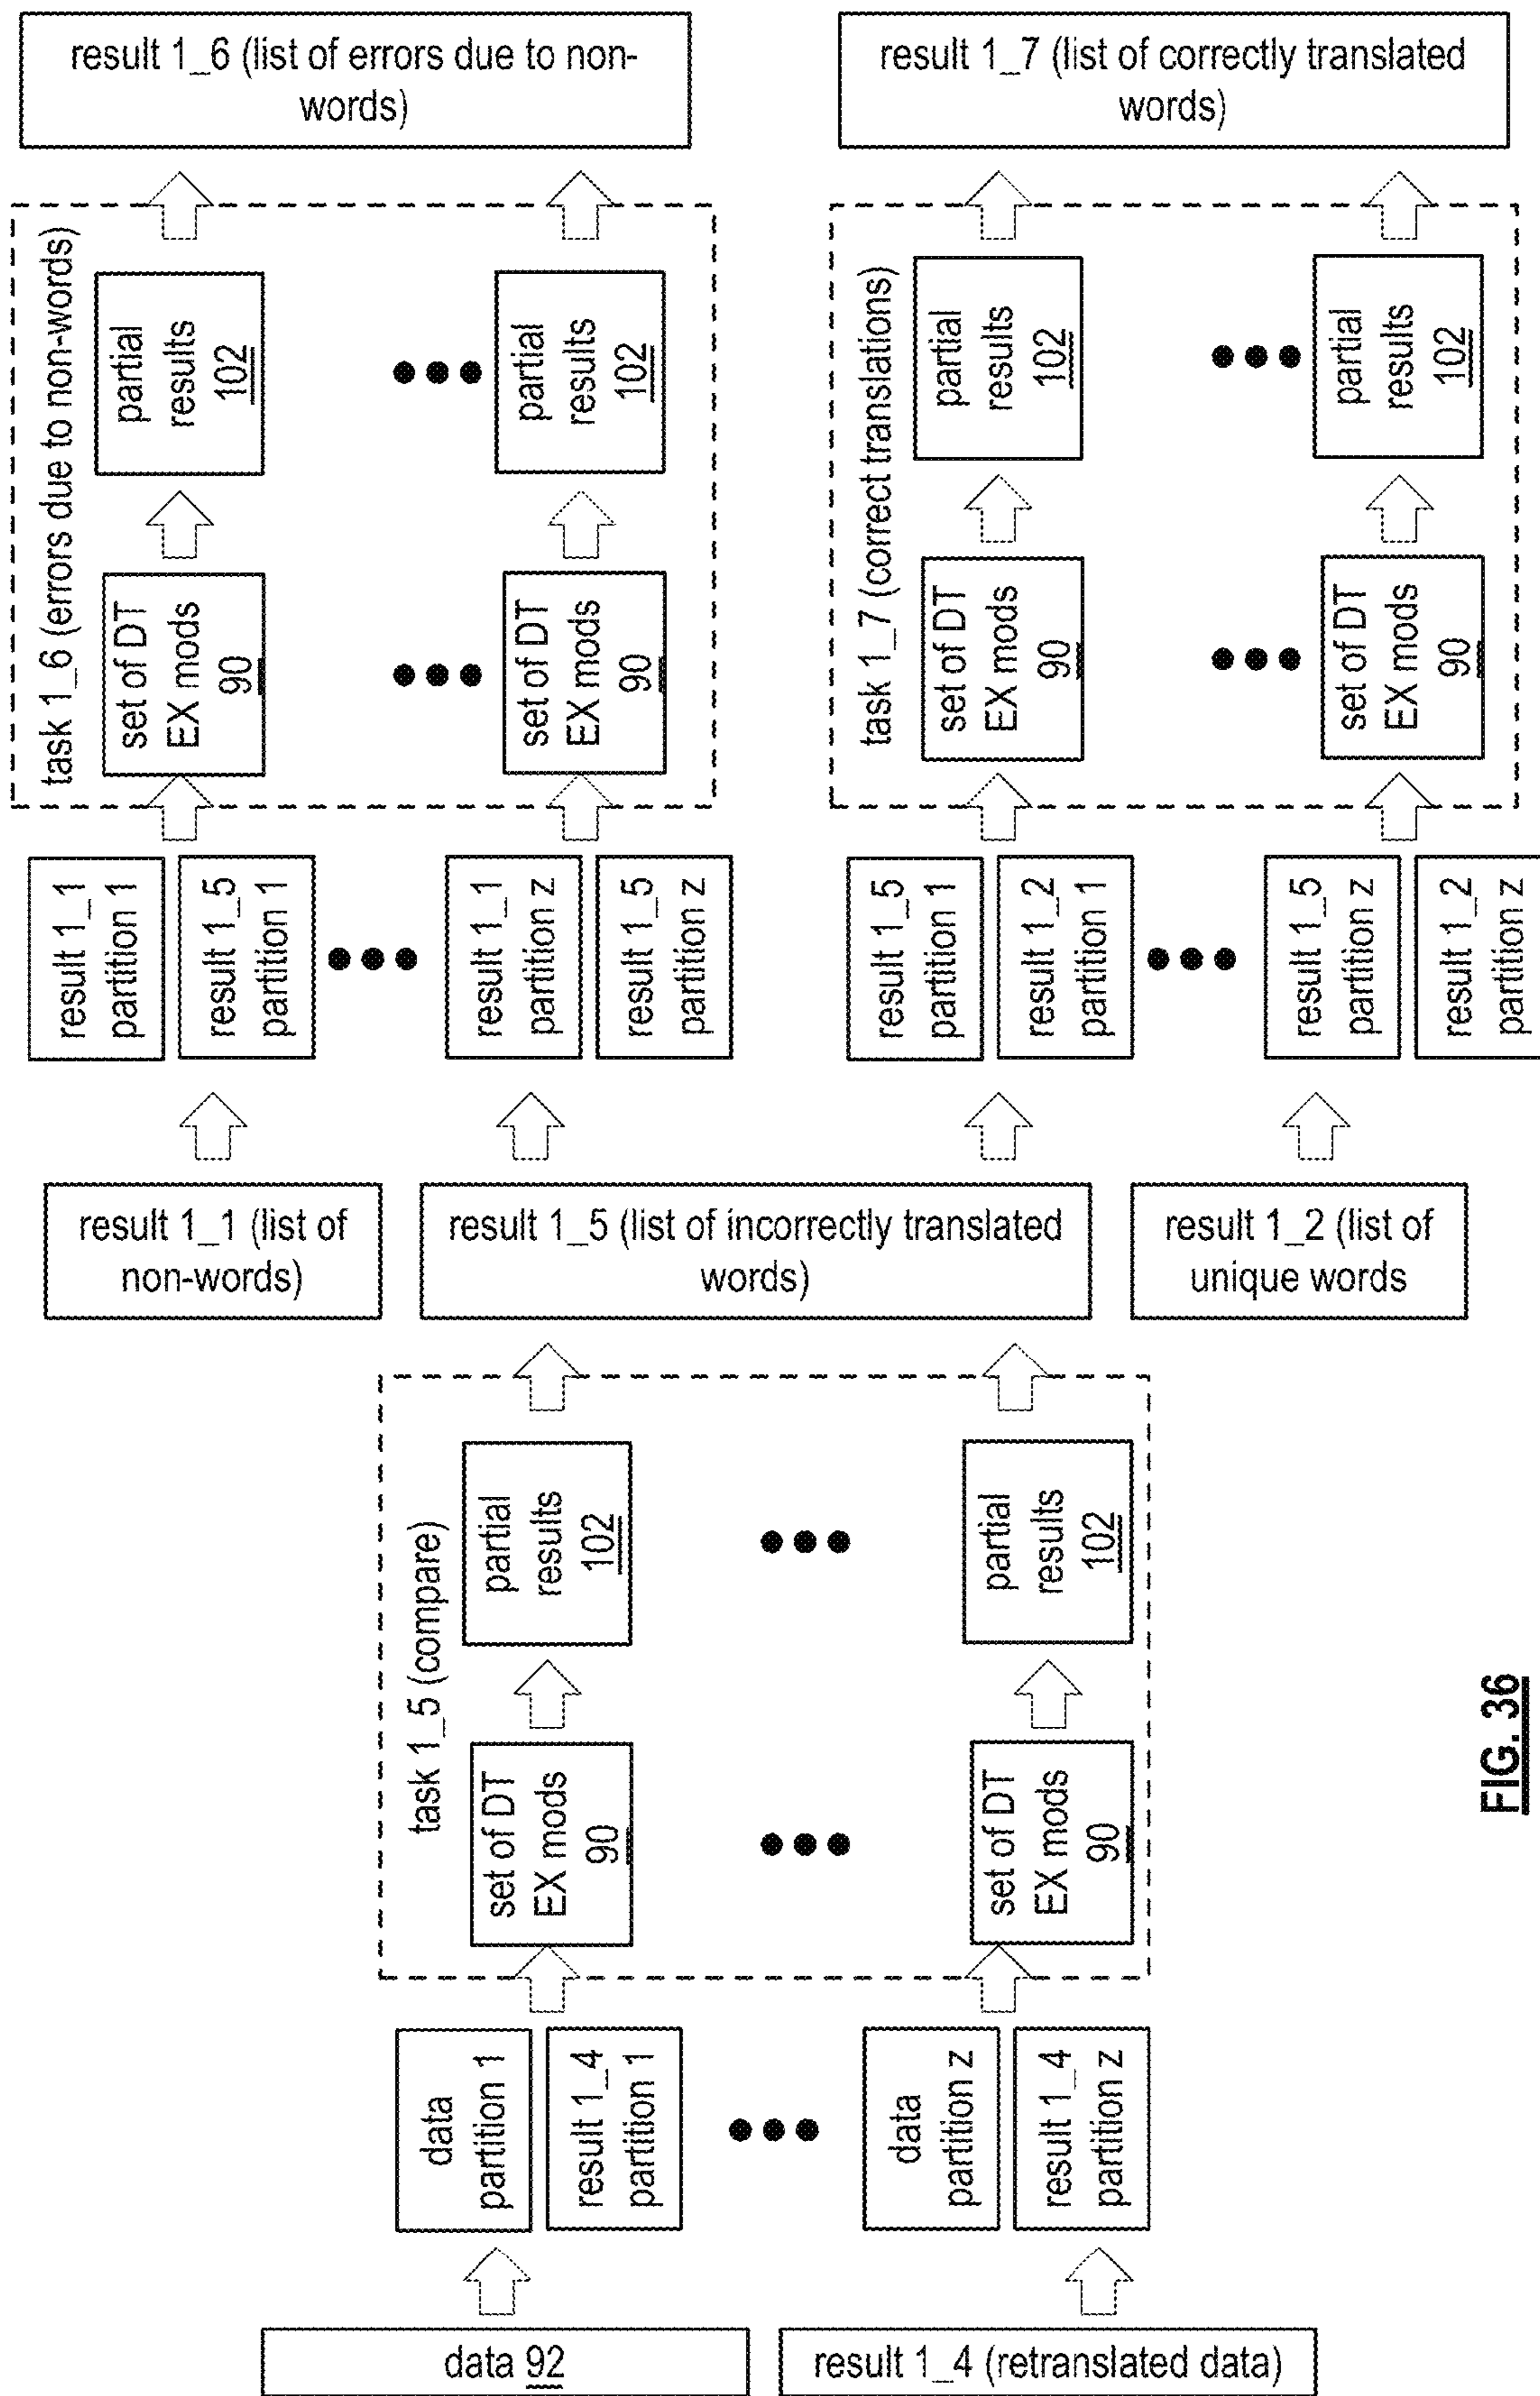 data 92
result 1_4 (retranslated data)
data
partition 1
result 1_4
partition 1
data
partition z
result 1_4
partition z
task 1_5 (compare)
set of DT
EX mods
90
partial
results
102
set of DT
EX mods
90
partial
results
102
result 1_1 (list of
non-words)
result 1_5 (list of incorrectly translated
words)
result 1_2 (list of
unique words
result 1_1
partition 1
result 1_5
partition 1
result 1_1
partition z
result 1_5
partition z
task 1_6 (errors due to non-words)
set of DT
EX mods
90
partial
results
102
set of DT
EX mods
90
partial
results
102
result 1_6 (list of errors due to non-
words)
result 1_5
partition 1
result 1_2
partition 1
result 1_5
partition z
result 1_2
partition z
task 1_7 (correct translations)
set of DT
EX mods
90
partial
results
102
set of DT
EX mods
90
partial
results
102
result 1_7 (list of correctly translated
words)
FIG. 36